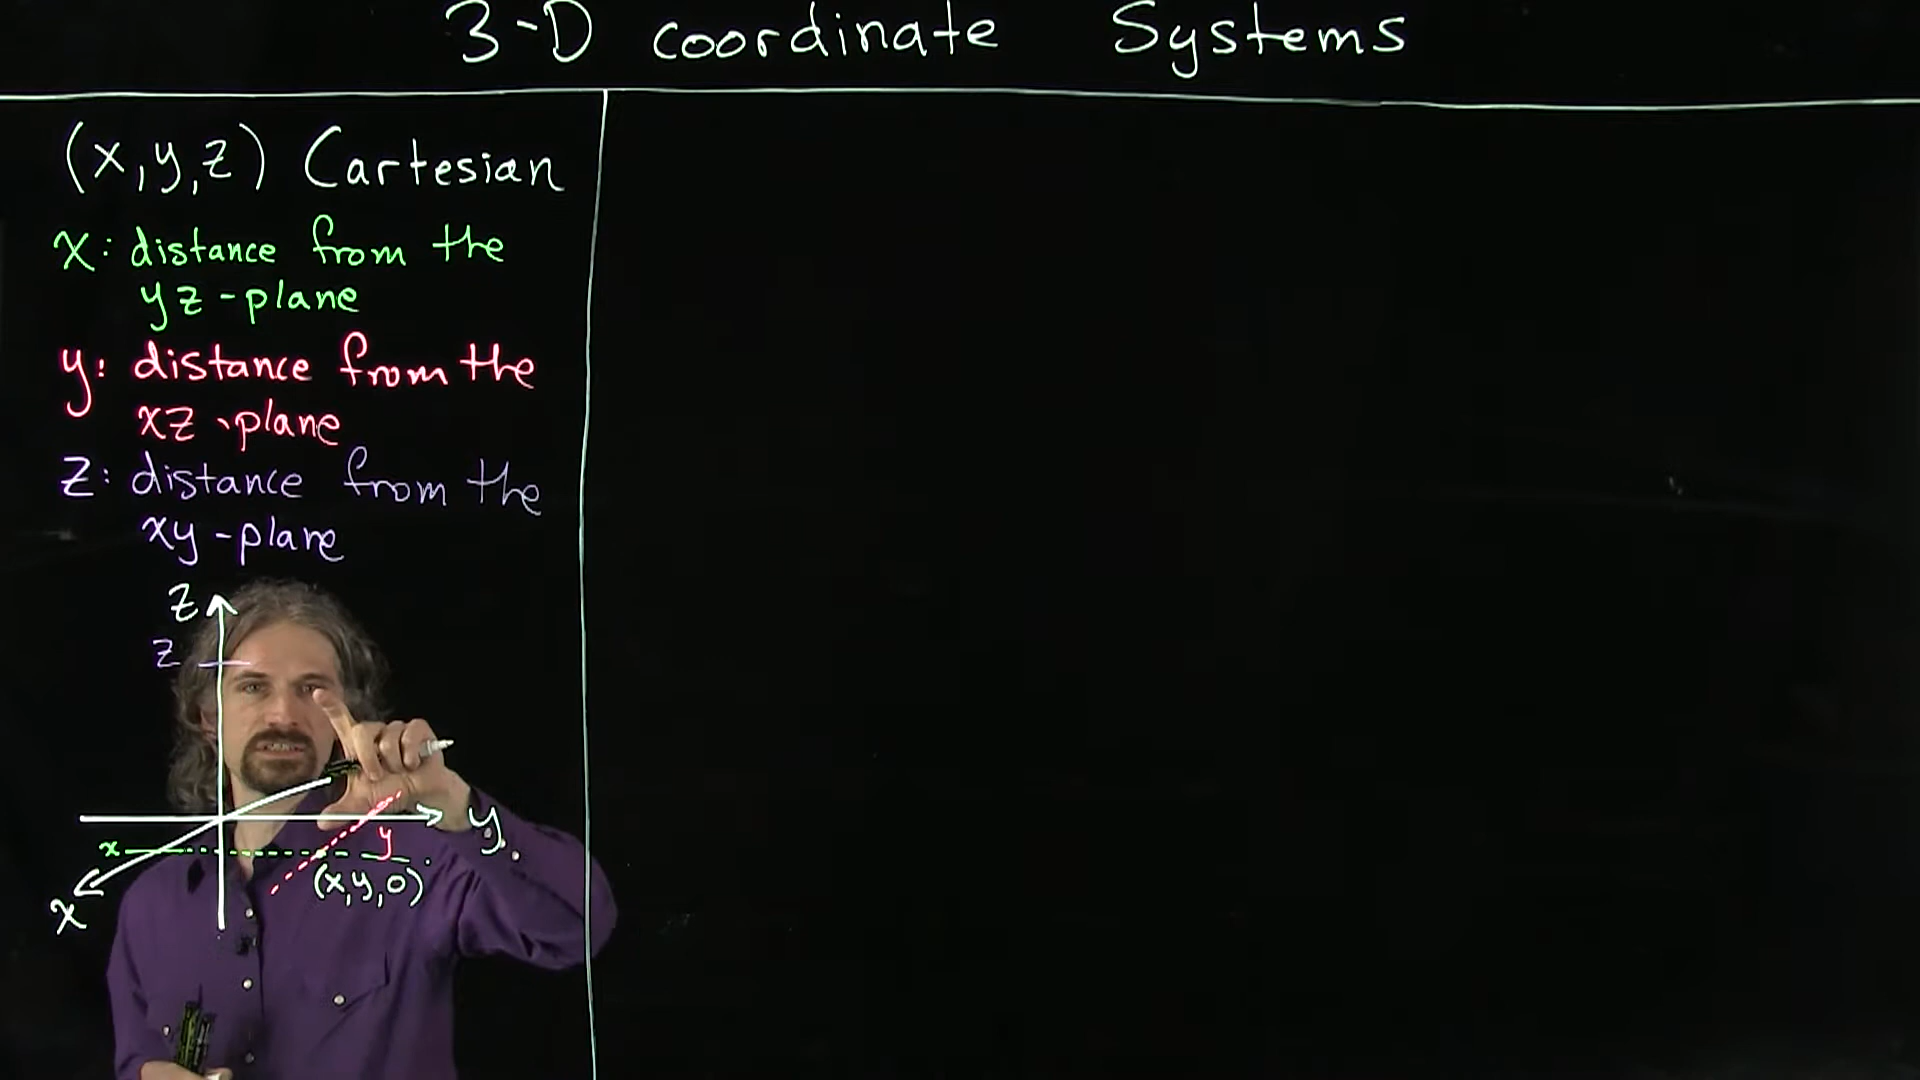 3-D coordinate Systems
(x,y,z) Cartesian
x: distance from the
yz-plane
y: distance from the
xz-plane
z: distance from the
xy-plane
z
z
y
x
y
(x,y,0)
x